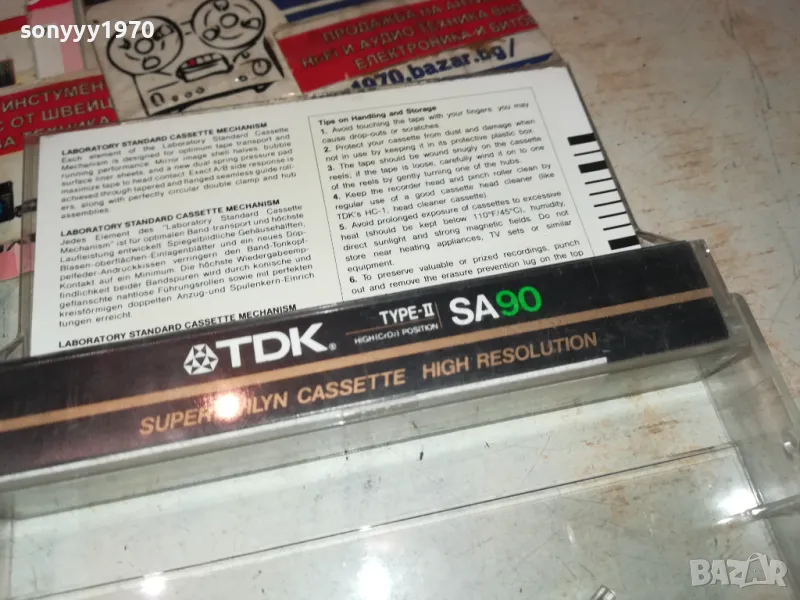 sonyyy1970
ПРОДАЖБА НА
И АУДИО ТЕХНИКА
ЕЛЕКТРОНИКА И БИТОВ
1970.bazar.bg/
ИНСТУМЕН
ОТ ШВЕЙЦ
LABORATORY STANDARD CASSETTE MECHANISM
Each element of the Laboratory Standard Cassette
Mechanism is designed for optimum tape transport and
running performance. Mirror image shell halves, bubble
surface liner sheets, and a new dual spring pressure pad
maximize tape to head contact. Exact A/B side response is
achieved through tapered and flanged seamless guide roll-
ers, along with perfectly circular double clamp and hub
assemblies.
LABORATORY STANDARD CASSETTE MECHANISM
Jedes Element des "Laboratory Standard Cassette
Mechanism" ist für optimalen Band-transport und höchste
Laufleistung entwickelt. Spiegelbildliche Gehäusehälften,
Blasen-oberflächen-Einlagenblätter und ein neues Dop-
pelfeder-Andruckkissen verringern den Band-Tonkopf-
Kontakt auf ein Minimum. Die höchste Wiedergabeemp-
findlichkeit beider Bandspuren wird durch konische und
geflanschte nahtlose Führungsrollen sowie mit perfekten
kreisförmigen doppelten Anzug-und Spulenkern-Einrich
tungen erreicht.
LABORATORY STANDARD CASSETTE MECHANISM
Tips on Handling and Storage
1. Avoid touching the tape with your fingers; you may
cause drop-outs or scratches.
2. Protect your cassette from dust and damage when
not in use by keeping it in its protective plastic box.
3. The tape should be wound snugly on the cassette
reels; if the tape is loose, carefully wind it on to one
of the reels by gently turning one of the hubs.
4. Keep the recorder head and pinch roller clean by
regular use of a good cassette head cleaner (like
TDK's HC-1, head cleaner cassette)
5. Avoid prolonged exposure of cassettes to excessive
heat (should be kept below 110°F/45°C), humidity,
direct sunlight and strong magnetic fields. Do not
store near heating appliances, TV sets or similar
equipment.
6. To preserve valuable or prized recordings, punch
out and remove the erasure prevention lug on the top
TDK® TYPE-II HIGH(CrO₂) POSITION SA90
SUPER AVILYN CASSETTE HIGH RESOLUTION
BAZAR